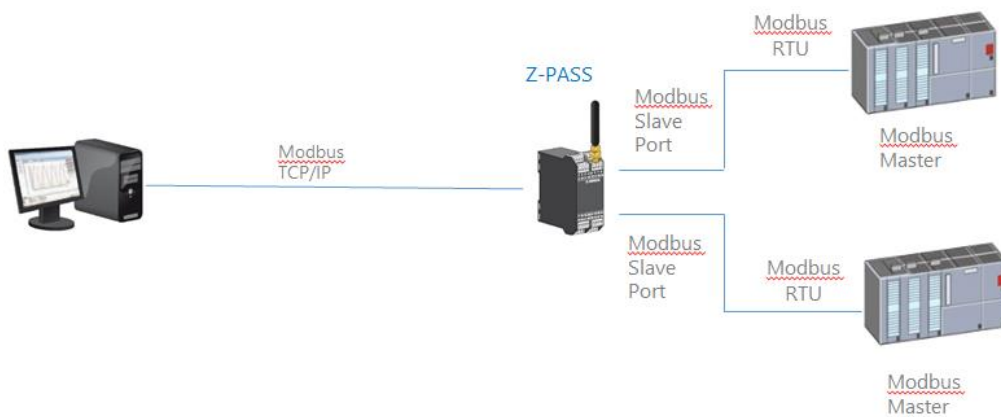 Modbus
RTU
Z-PASS
Modbus
Slave
Port
Modbus
Master
Modbus
TCP/IP
Modbus
Slave
Port
Modbus
RTU
Modbus
Master